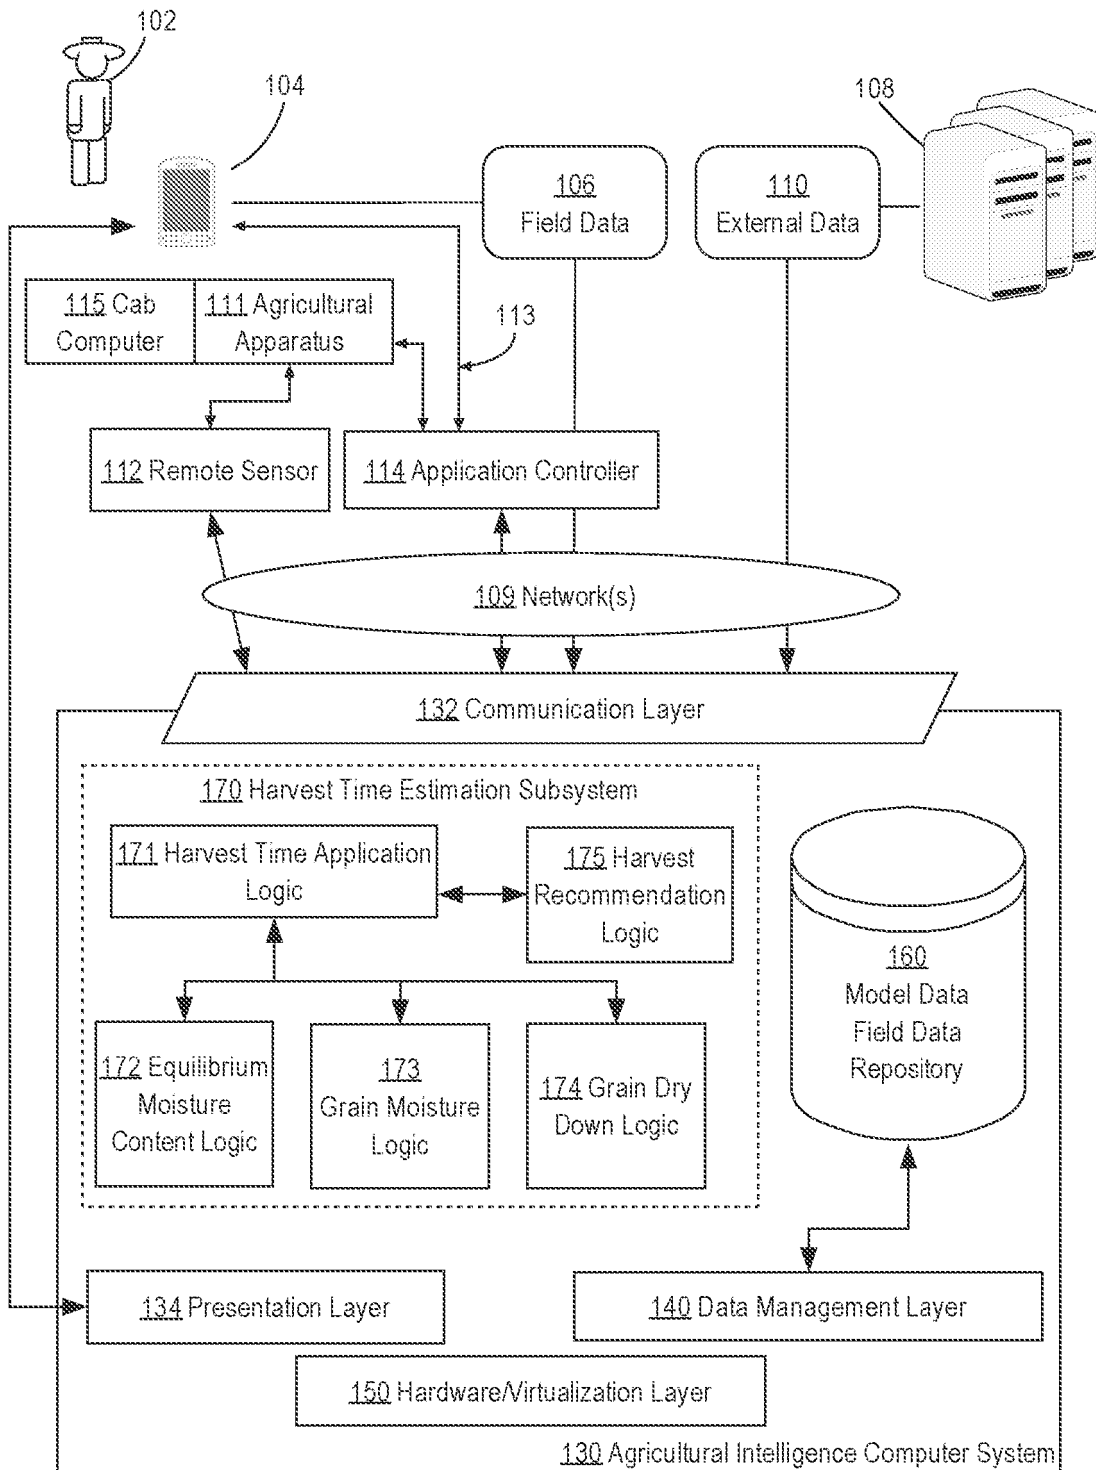 102
104
108
106
Field Data
110
External Data
115 Cab
Computer
111 Agricultural
Apparatus
113
112 Remote Sensor
114 Application Controller
109 Network(s)
132 Communication Layer
170 Harvest Time Estimation Subsystem
171 Harvest Time Application
Logic
175 Harvest
Recommendation
Logic
160
Model Data
Field Data
Repository
172 Equilibrium
Moisture
Content Logic
173
Grain Moisture
Logic
174 Grain Dry
Down Logic
134 Presentation Layer
140 Data Management Layer
150 Hardware/Virtualization Layer
130 Agricultural Intelligence Computer System